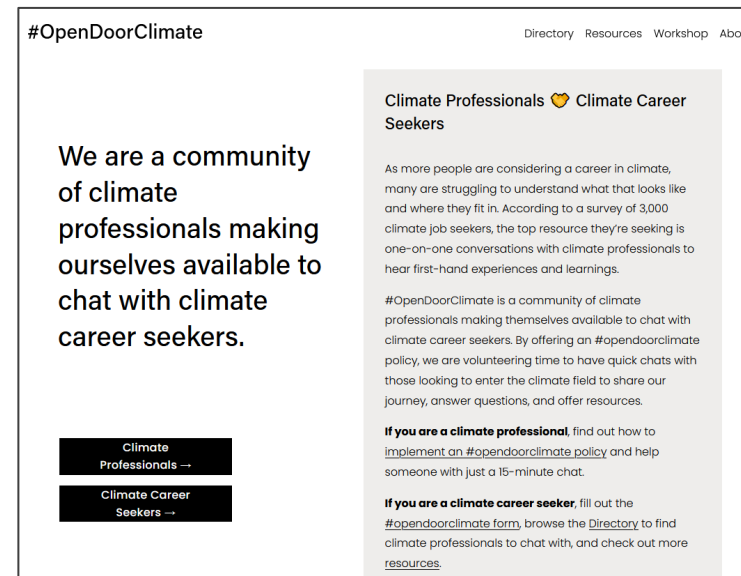 #OpenDoorClimate
Directory Resources Workshop Abo
We are a community
of climate
professionals making
ourselves available to
chat with climate
career seekers.
Climate
Professionals →
Climate Career
Seekers →
Climate Professionals 🧡 Climate Career
Seekers
As more people are considering a career in climate,
many are struggling to understand what that looks like
and where they fit in. According to a survey of 3,000
climate job seekers, the top resource they're seeking is
one-on-one conversations with climate professionals to
hear first-hand experiences and learnings.
#OpenDoorClimate is a community of climate
professionals making themselves available to chat with
climate career seekers. By offering an #opendoorclimate
policy, we are volunteering time to have quick chats with
those looking to enter the climate field to share our
journey, answer questions, and offer resources.
If you are a climate professional, find out how to
implement an #opendoorclimate policy and help
someone with just a 15-minute chat.
If you are a climate career seeker, fill out the
#opendoorclimate form, browse the Directory to find
climate professionals to chat with, and check out more
resources.